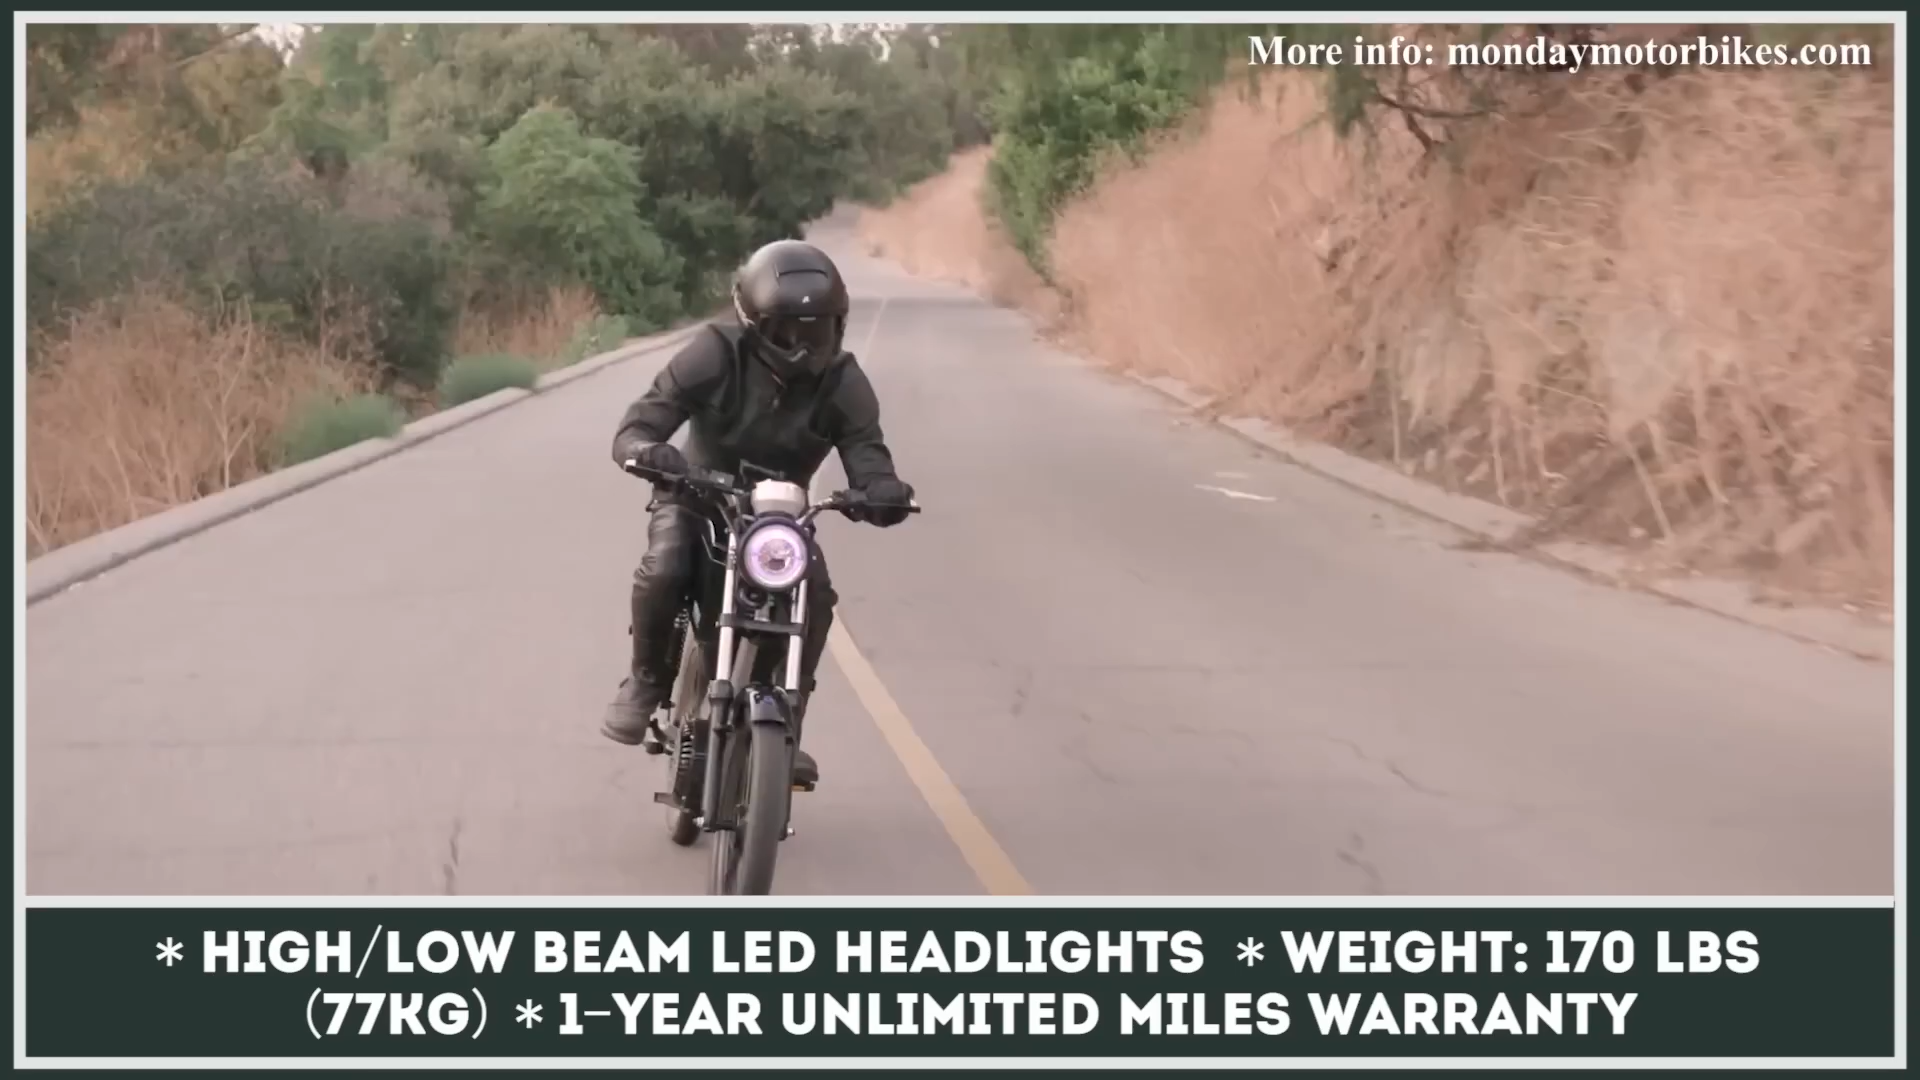 More info: mondaymotorbikes.com
* HIGH/LOW BEAM LED HEADLIGHTS * WEIGHT: 170 LBS
(77KG) * 1-YEAR UNLIMITED MILES WARRANTY